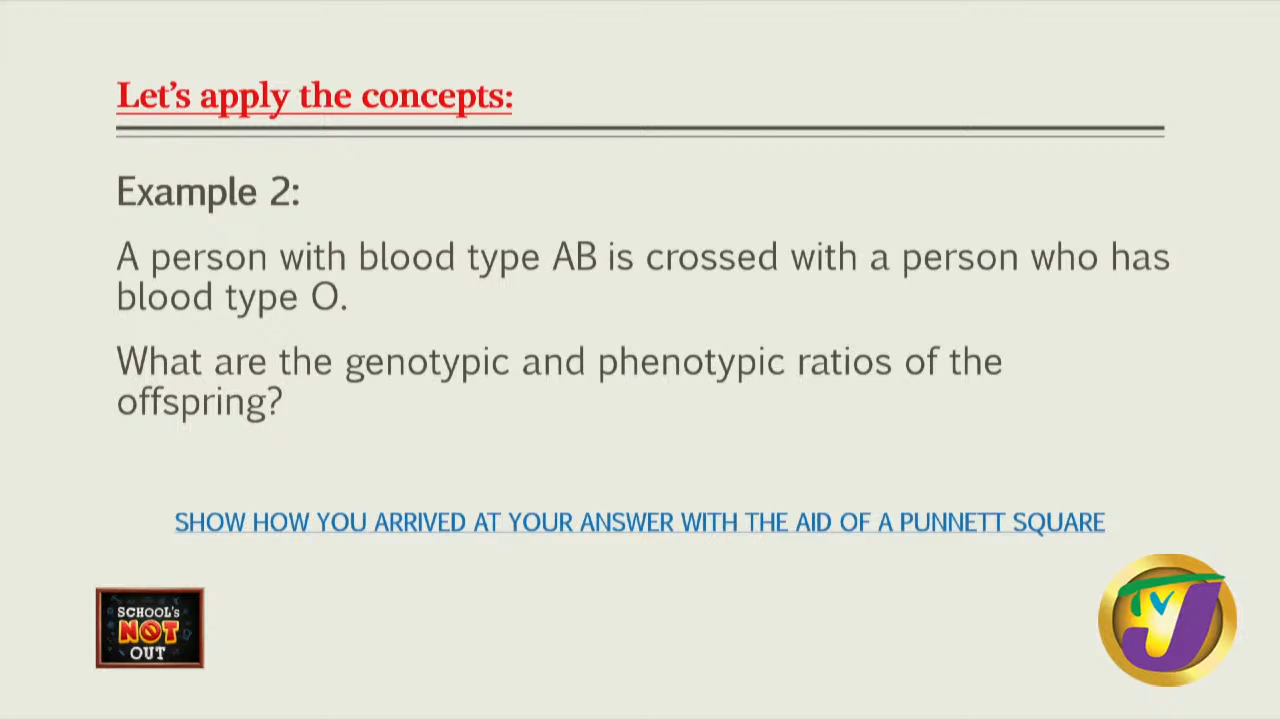 Let’s apply the concepts:
Example 2:
A person with blood type AB is crossed with a person who has
blood type O.
What are the genotypic and phenotypic ratios of the
offspring?
SHOW HOW YOU ARRIVED AT YOUR ANSWER WITH THE AID OF A PUNNETT SQUARE
SCHOOL's
NOT
OUT
TVJ